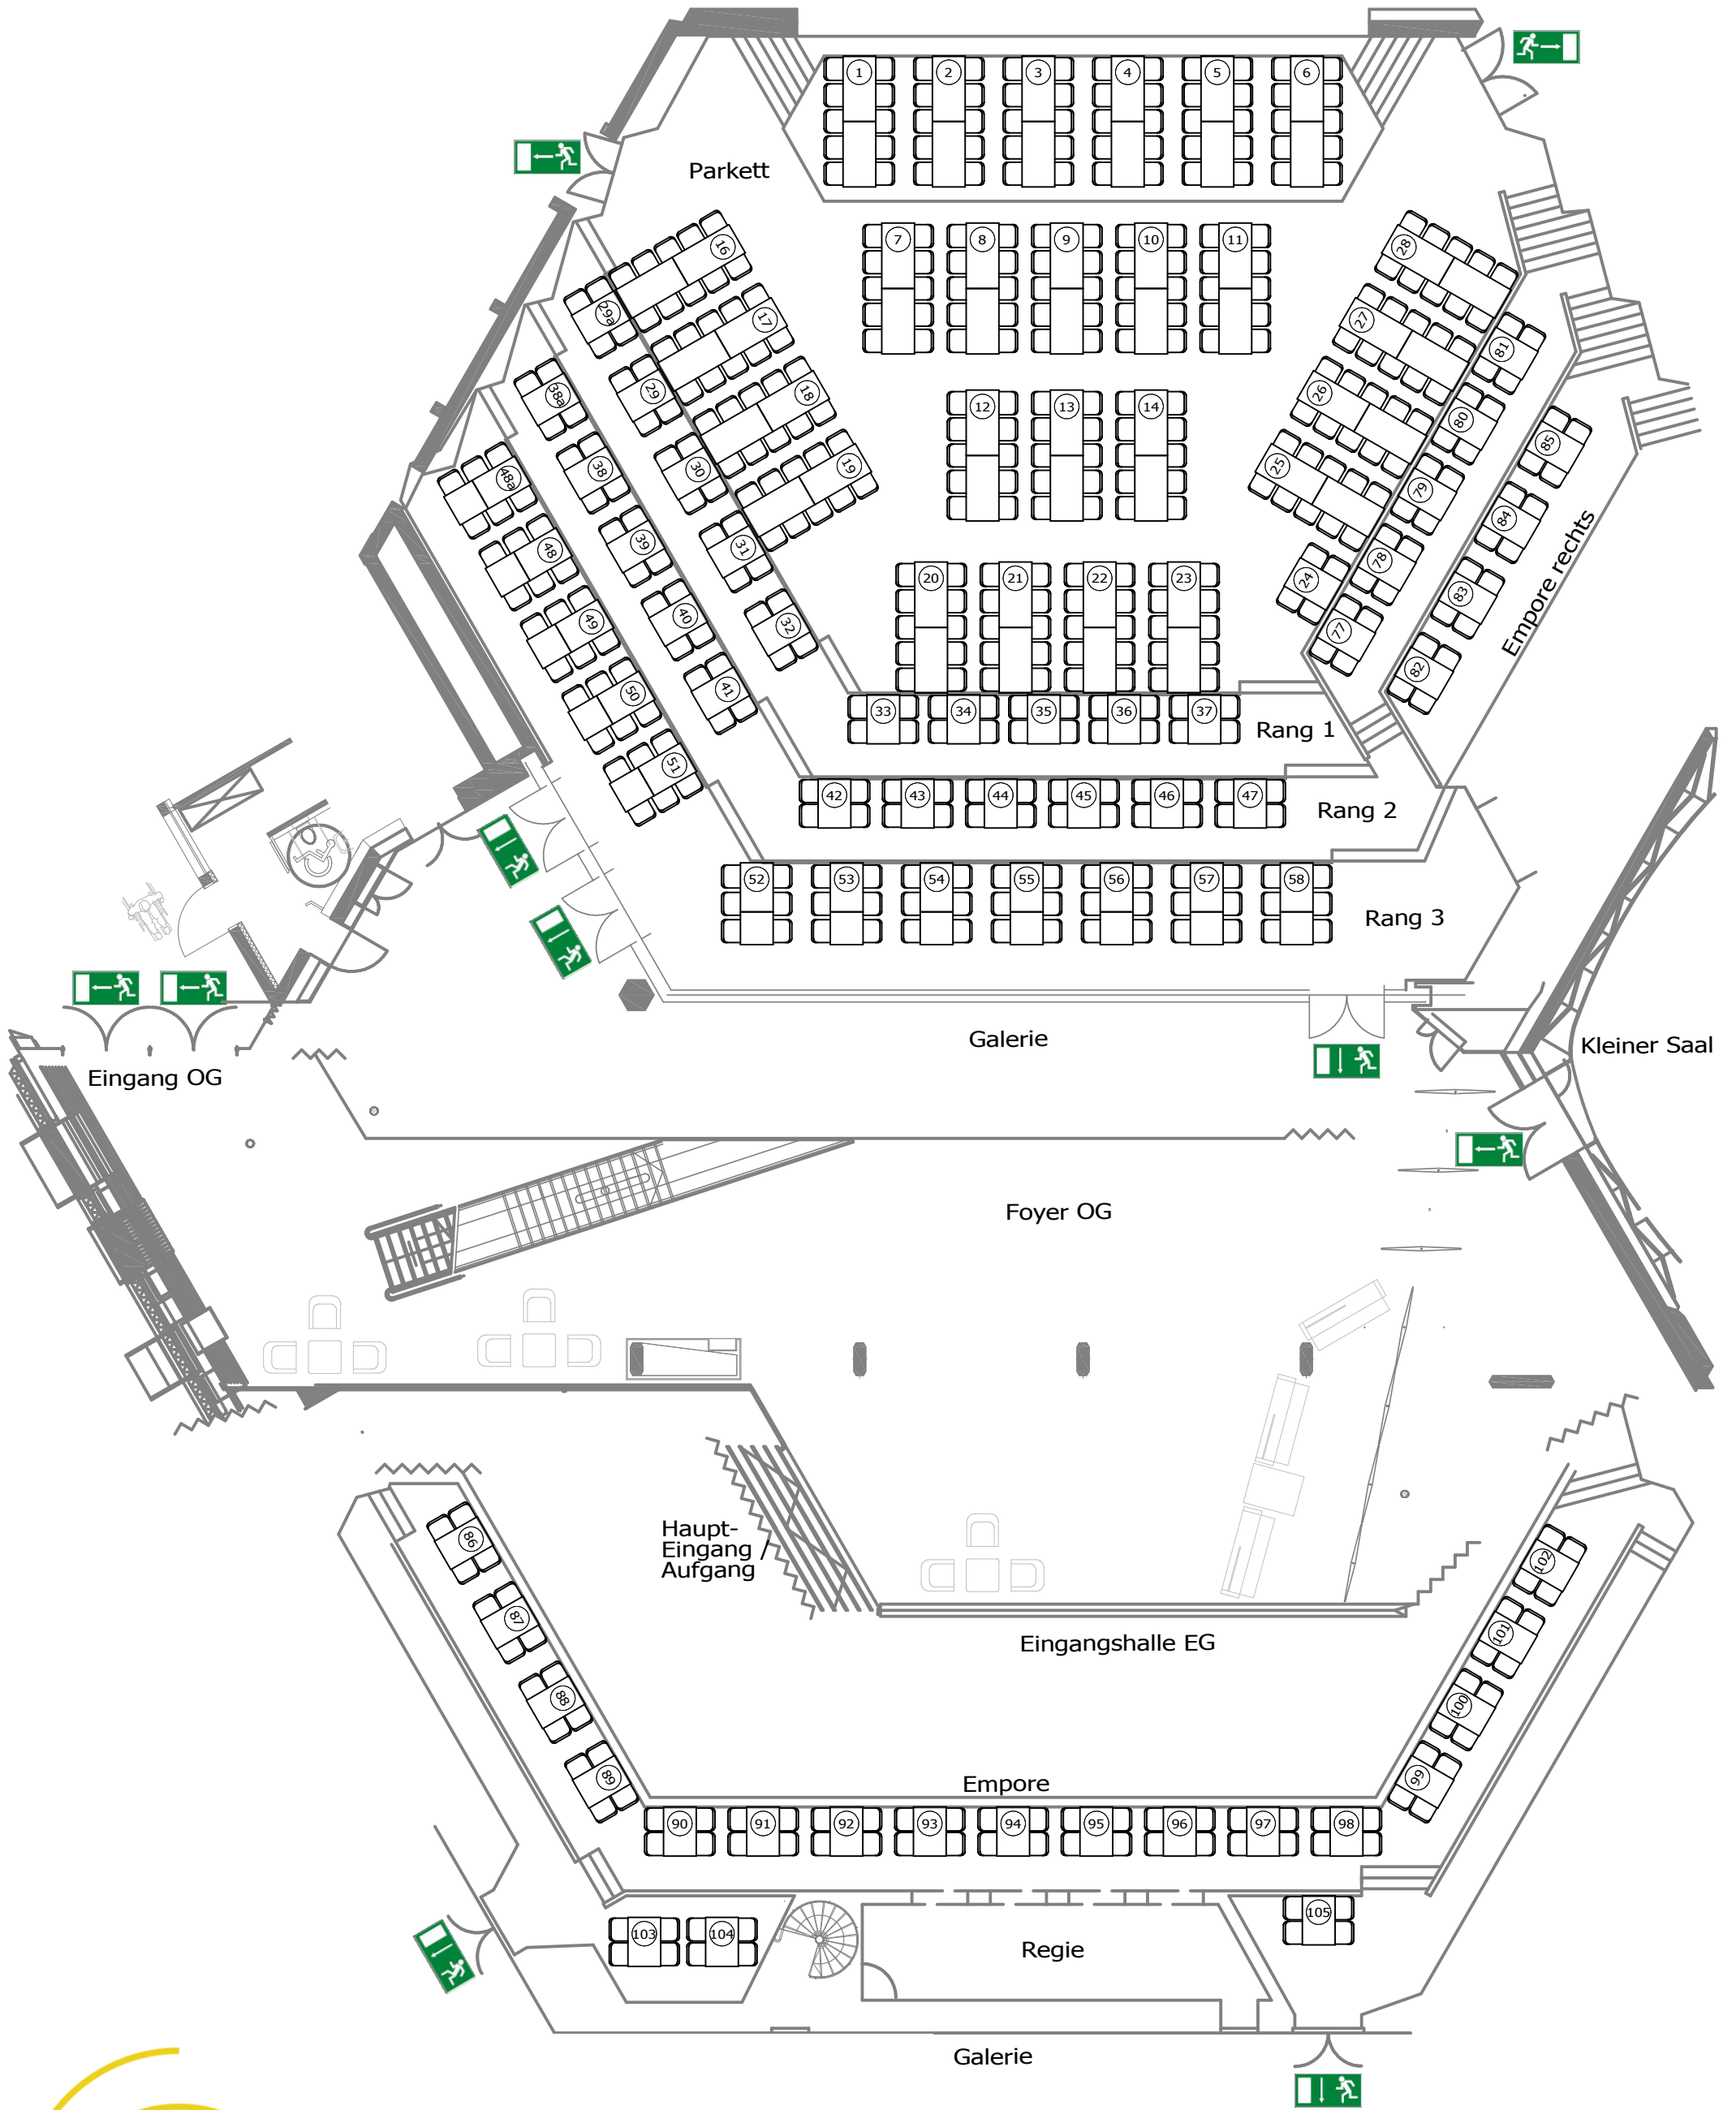 1 2 3 4 5 6
Parkett
7 8 9 10 11
16 28
29a 17 27 81
38a 29 18 12 13 14 26 80 85
48a 38 30 19 25 79 84
48 39 31 24 78 83
Empore rechts
49 40 32 20 21 22 23 77 82
50 41 33 34 35 36 37
Rang 1
51 42 43 44 45 46 47
Rang 2
52 53 54 55 56 57 58
Rang 3
Galerie
Kleiner Saal
Eingang OG
Foyer OG
Haupt-
Eingang /
Aufgang
86 102
87 101
Eingangshalle EG
88 100
89 99
Empore
90 91 92 93 94 95 96 97 98
103 104 105
Regie
Galerie